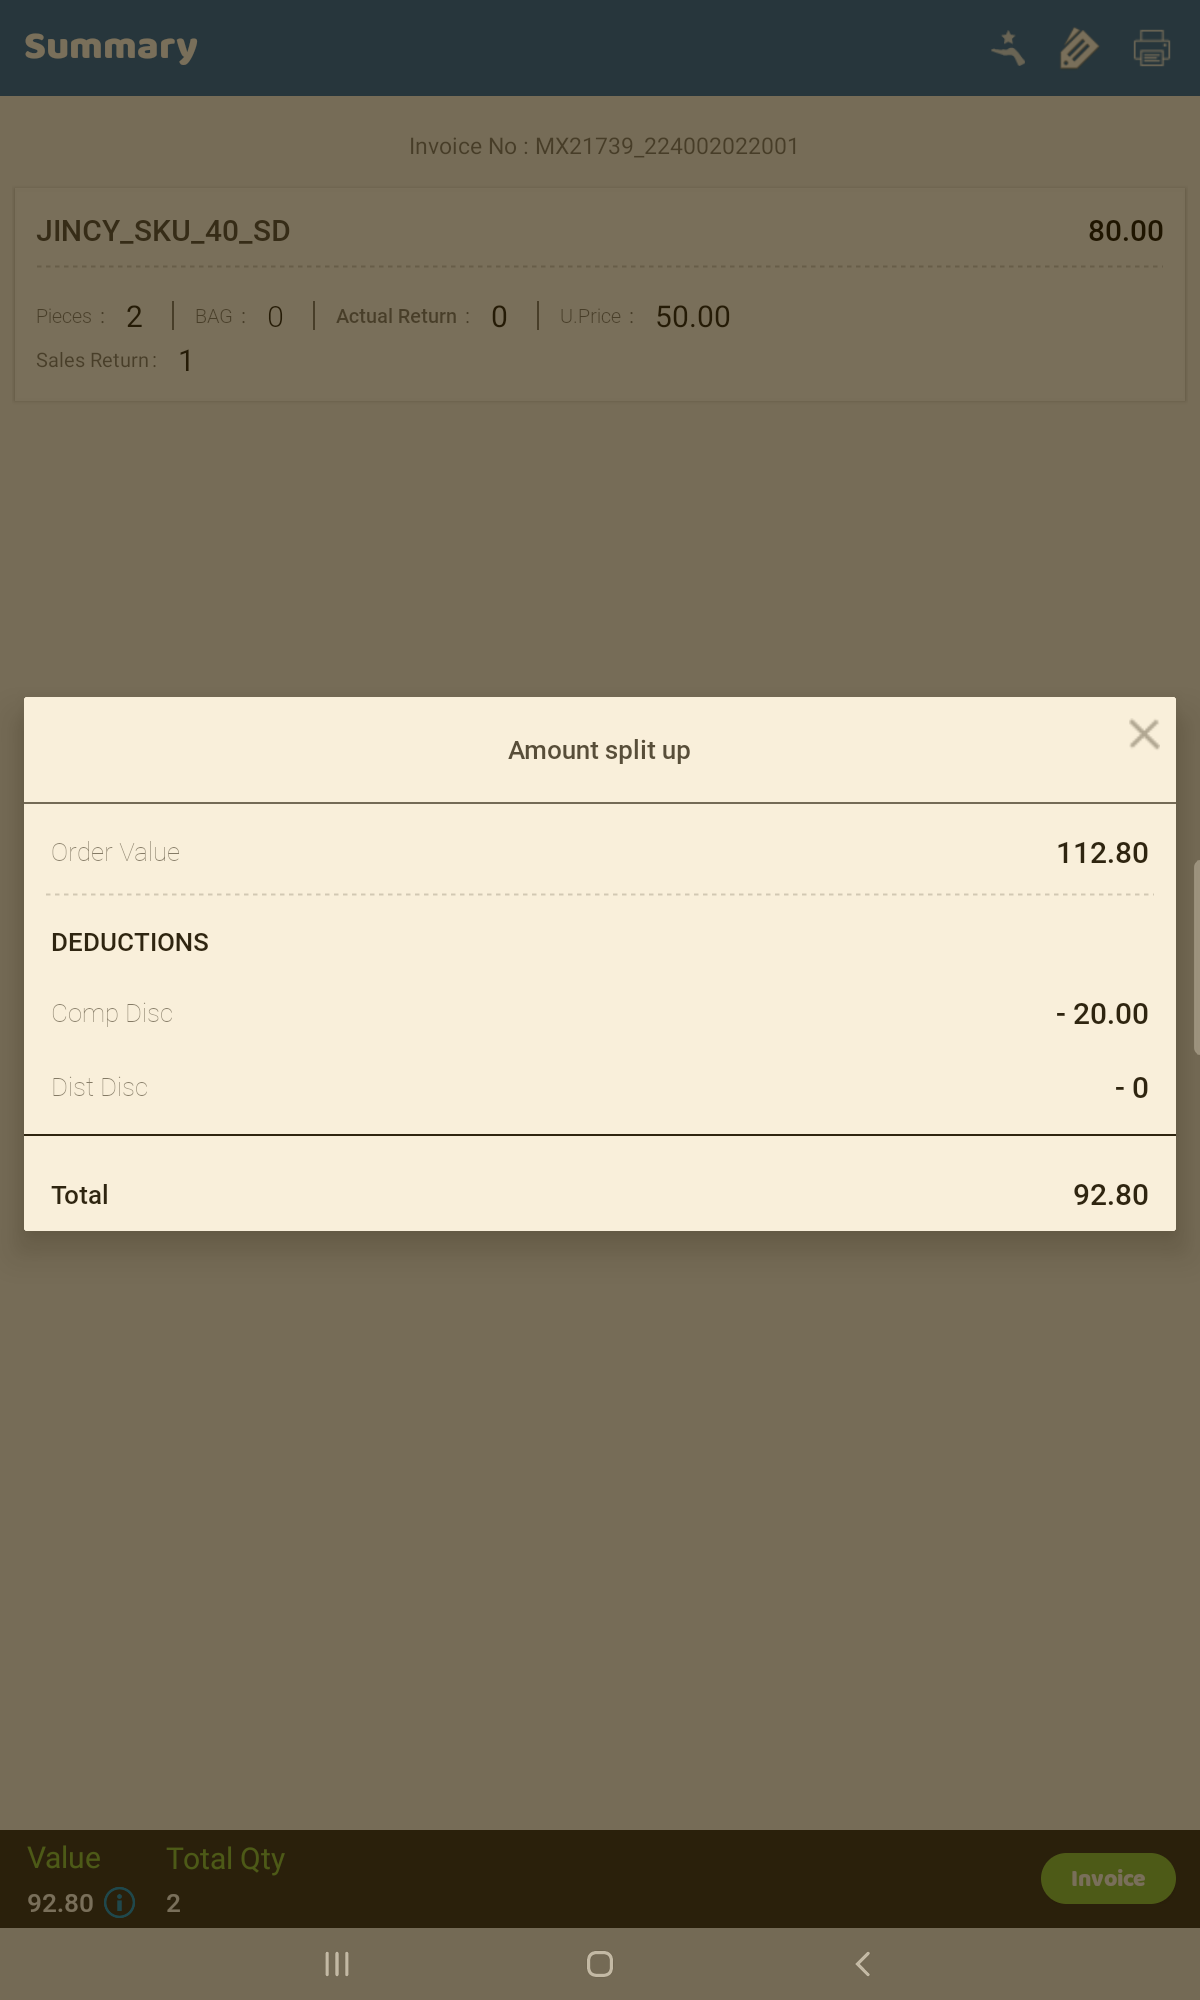 Summary
Invoice No : MX21739_224002022001
JINCY_SKU_40_SD 80.00
Pieces : 2 BAG : 0 Actual Return : 0 U.Price : 50.00
Sales Return : 1
Amount split up
Order Value 112.80
DEDUCTIONS
Comp Disc - 20.00
Dist Disc - 0
Total 92.80
Value Total Qty
92.80 2
Invoice